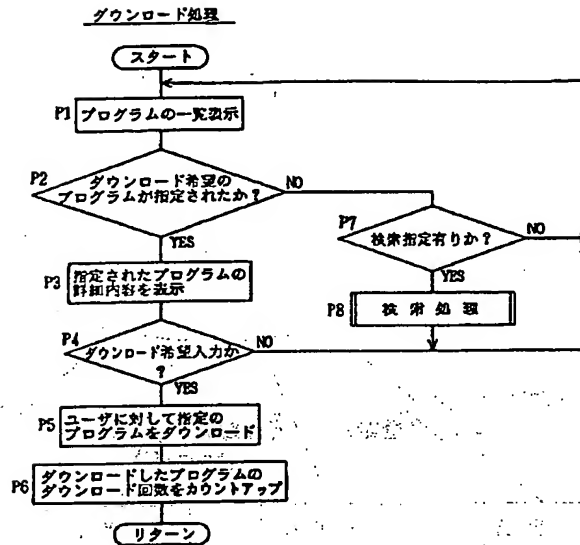 ダウンロード処理
スタート
P1 プログラムの一覧表示
P2 ダウンロード希望の
プログラムが指定されたか?
NO
YES
P7 検索指定有りか?
NO
YES
P3 指定されたプログラムの
詳細内容を表示
P8 検索処理
P4 ダウンロード希望入力か
?
NO
YES
P5 ユーザに対して指定の
プログラムをダウンロード
P6 ダウンロードしたプログラムの
ダウンロード回数をカウントアップ
リターン